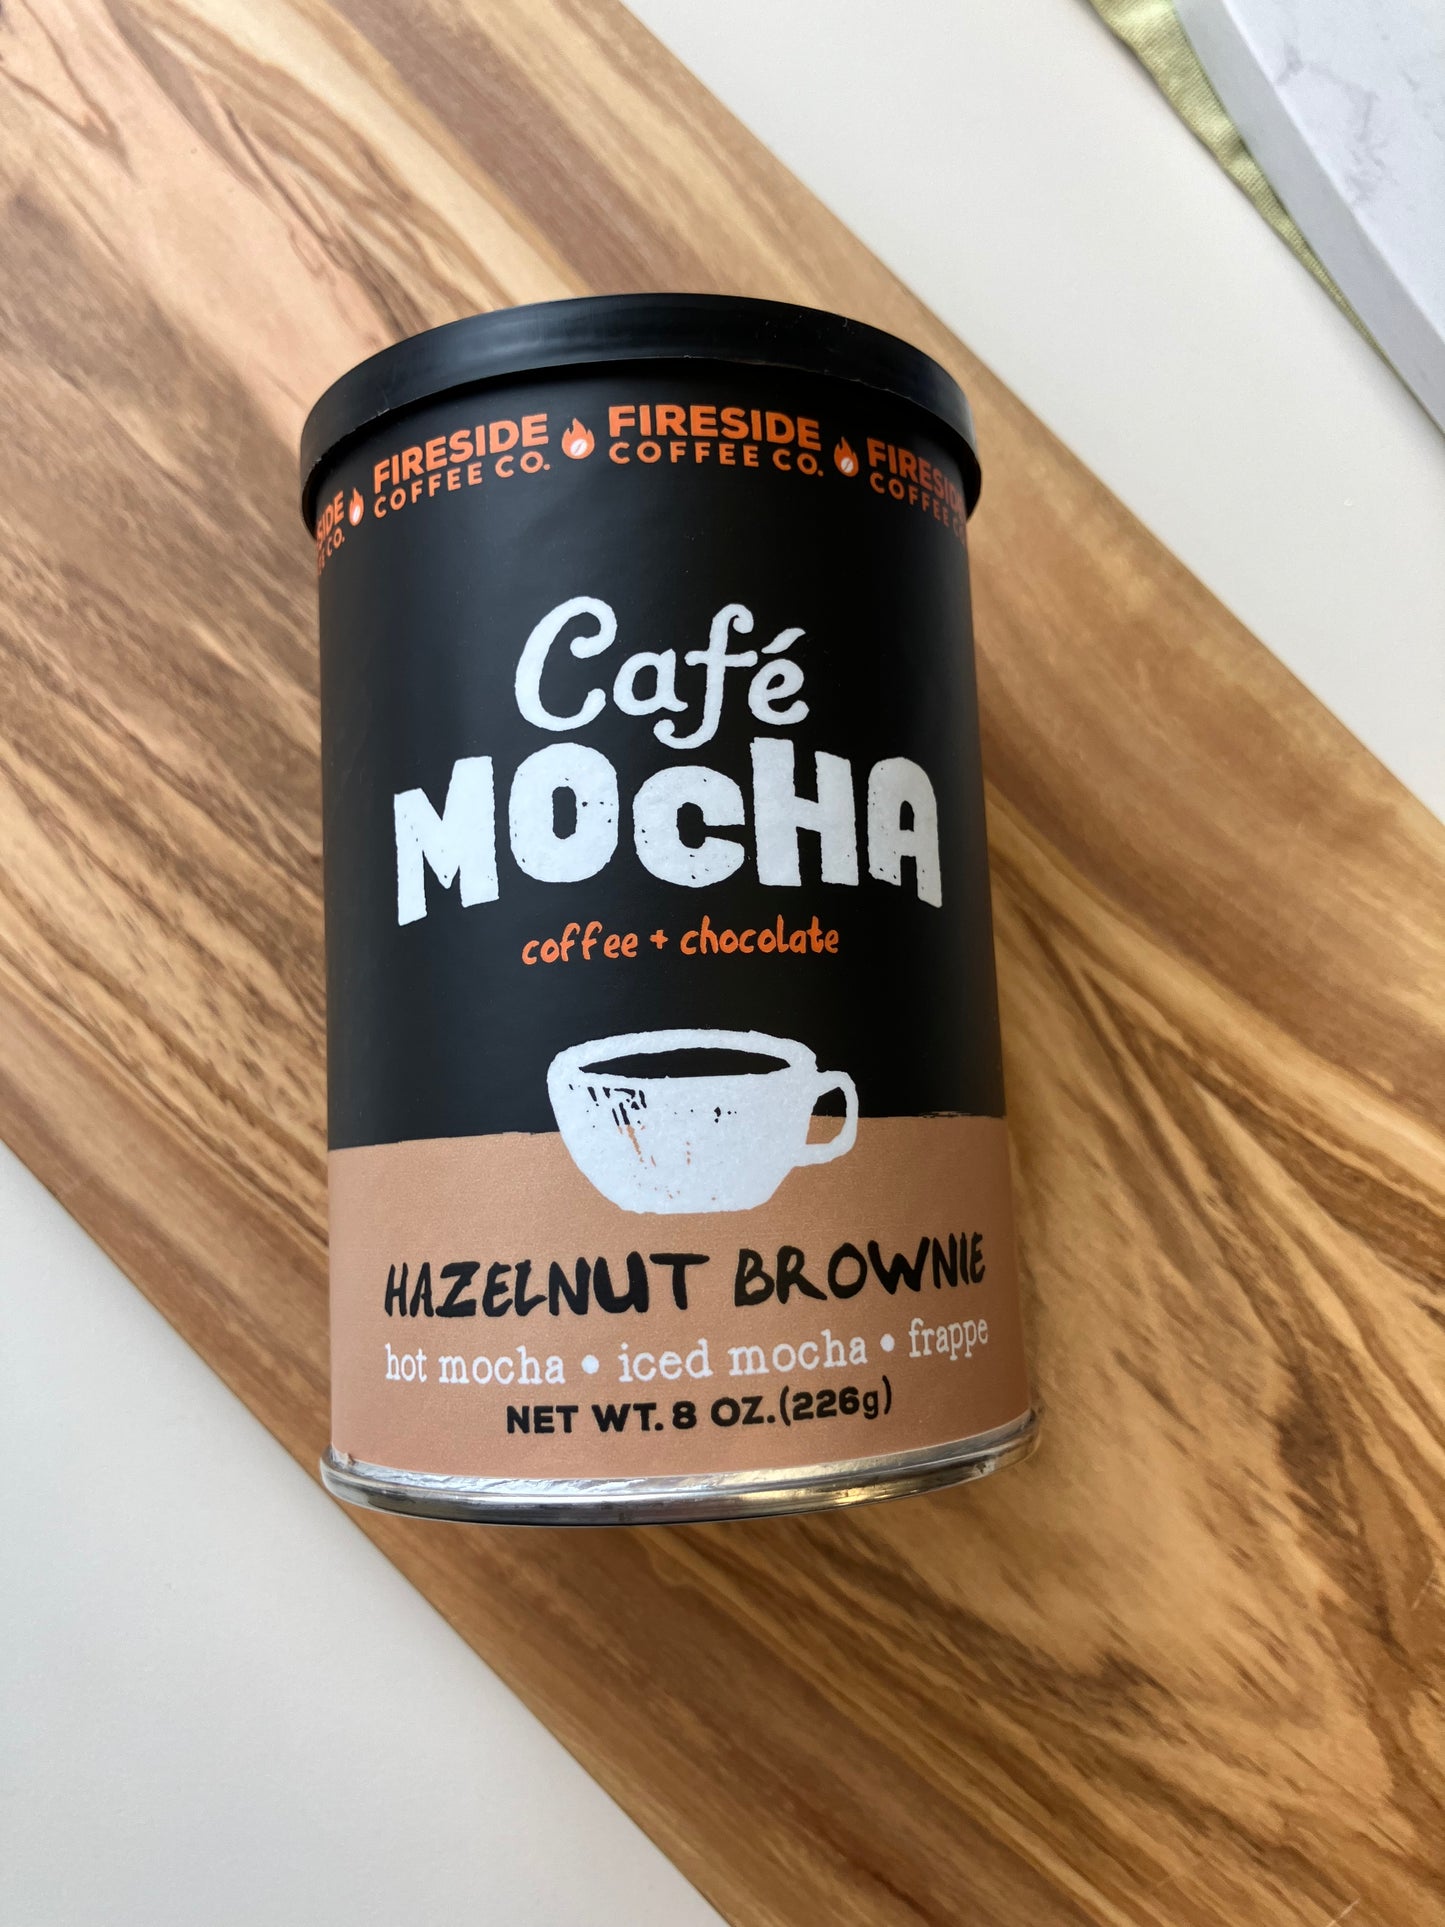 FIRESIDE FIRESIDE
COFFEE CO. COFFEE CO.
Café
MOCHA
coffee + chocolate
HAZELNUT BROWNIE
hot mocha • iced mocha • frappe
NET WT. 8 OZ. (226g)